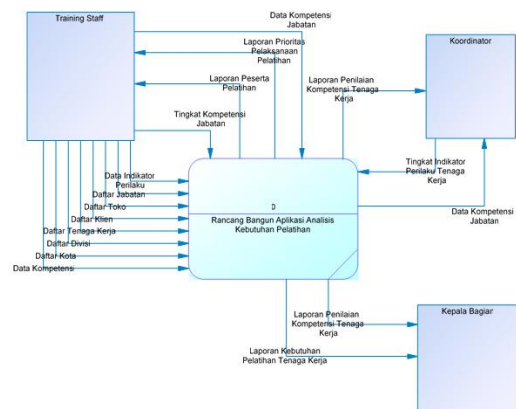 Training Staff
Data Kompetensi
Jabatan
Laporan Prioritas
Pelaksanaan
Pelatihan
Laporan Peserta
Pelatihan
Tingkat Kompetensi
Jabatan
Laporan Penilaian
Kompetensi Tenaga
Kerja
Koordinator
Tingkat Indikator
Perilaku Tenaga
Kerja
Data Kompetensi
Jabatan
Data Indikator
Perilaku
Daftar Jabatan
Daftar Toko
Daftar Klien
Daftar Tenaga Kerja
Daftar Divisi
Daftar Kota
Data Kompetensi
0
Rancang Bangun Aplikasi Analisis
Kebutuhan Pelatihan
Laporan Penilaian
Kompetensi Tenaga
Kerja
Laporan Kebutuhan
Pelatihan Tenaga Kerja
Kepala Bagian